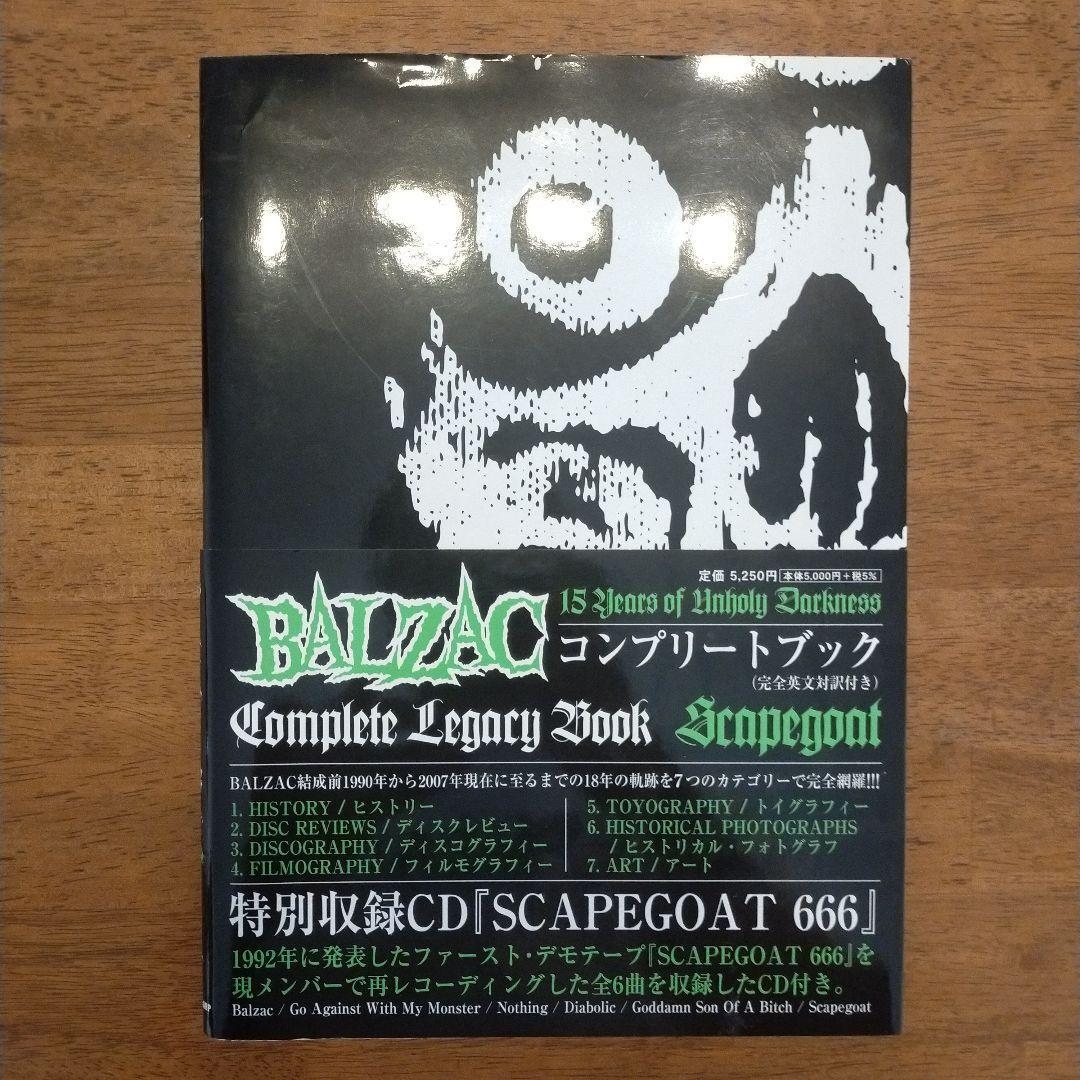 定価 5,250円 本体5,000円+税5%
BALZAC
15 Years of Unholy Darkness
コンプリートブック
(完全英文対訳付き)
Complete Legacy Book Scapegoat
BALZAC結成前1990年から2007年現在に至るまでの18年の軌跡を7つのカテゴリーで完全網羅!!!
1. HISTORY / ヒストリー
2. DISC REVIEWS / ディスクレビュー
3. DISCOGRAPHY / ディスコグラフィー
4. FILMOGRAPHY / フィルモグラフィー
5. TOYOGRAPHY / トイグラフィー
6. HISTORICAL PHOTOGRAPHS
/ ヒストリカル・フォトグラフ
7. ART / アート
特別収録CD『SCAPEGOAT 666』
1992年に発表したファースト・デモテープ『SCAPEGOAT 666』を
現メンバーで再レコーディングした全6曲を収録したCD付き。
Balzac / Go Against With My Monster / Nothing / Diabolic / Goddamn Son Of A Bitch / Scapegoat